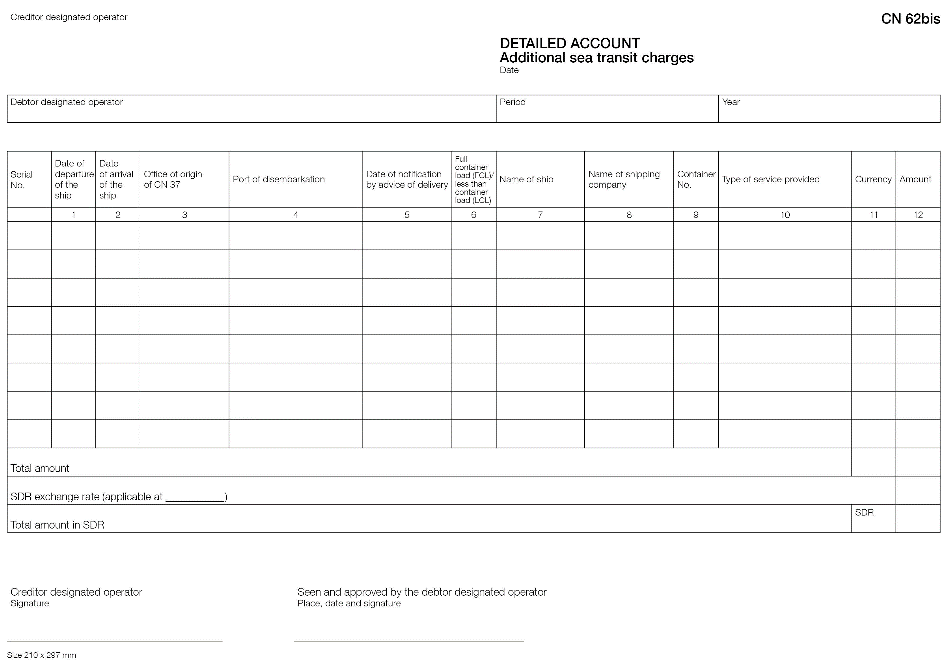 Creditor designated operator
CN 62bis
DETAILED ACCOUNT
Additional sea transit charges
Date
Debtor designated operator
Period
Year
Serial
No.
Date of
departure
of the
ship
Date
of arrival
of the
ship
Office of origin
of CN 37
Port of disembarkation
Date of notification
by advice of delivery
Full
container
load (FCL)/
less than
container
load (LCL)
Name of ship
Name of shipping
company
Container
No.
Type of service provided
Currency
Amount
1 2 3 4 5 6 7 8 9 10 11 12
Total amount
SDR exchange rate (applicable at ___________)
Total amount in SDR
SDR
Creditor designated operator
Signature
Seen and approved by the debtor designated operator
Place, date and signature
Size 210 x 297 mm